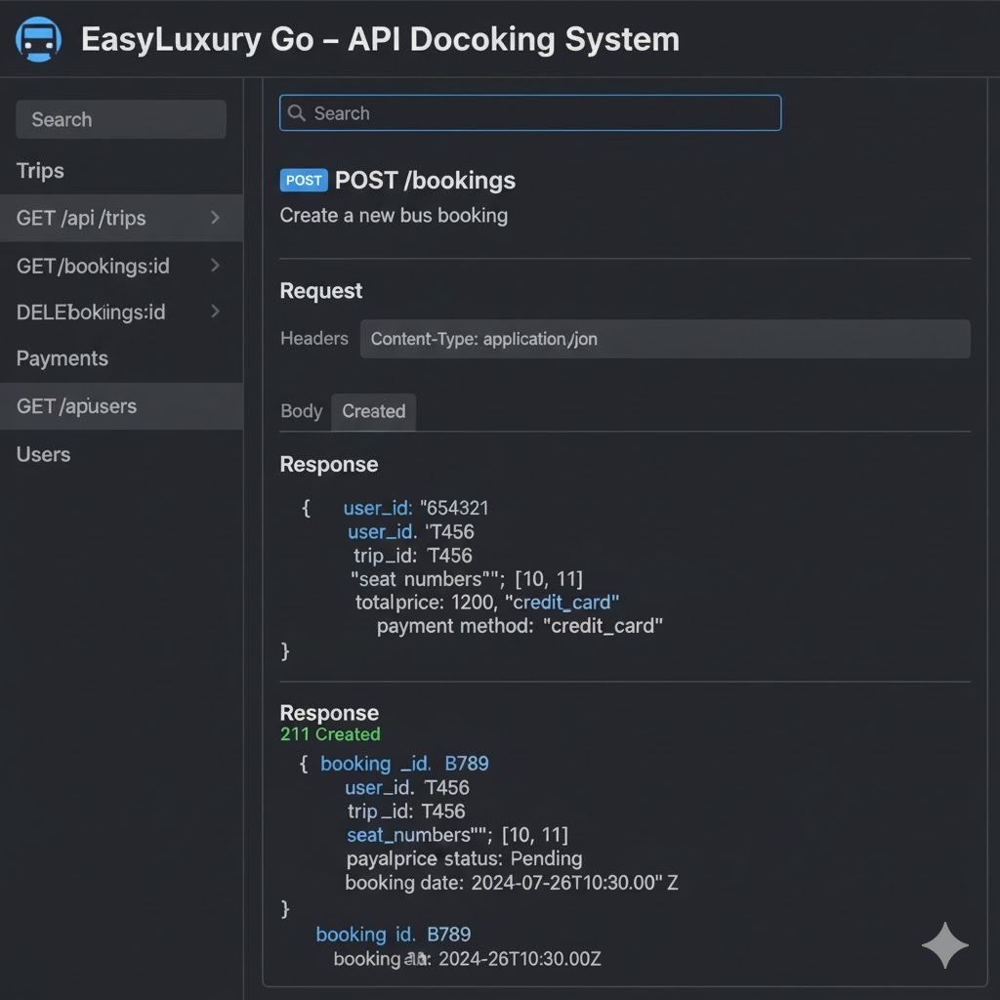 EasyLuxury Go – API Docoking System
Search
Trips
GET /api /trips
GET/bookings:id
DELEbokiings:id
Payments
GET /apusers
Users
Search
POST POST /bookings
Create a new bus booking
Request
Headers Content-Type: application/jon
Body Created
Response
{ user_id: "654321
user_id. 'T456
trip_id: 'T456
"seat numbers""; [10, 11]
totalprice: 1200, "credit_card"
payment method: "credit_card"
}
Response
211 Created
{ booking _id. B789
user_id. 'T456
trip _id: T456
seat_numbers""; [10, 11]
payalprice status: Pending
booking date: 2024-07-26T10:30.00" Z
}
booking id. B789
booking 2024-26T10:30.00Z